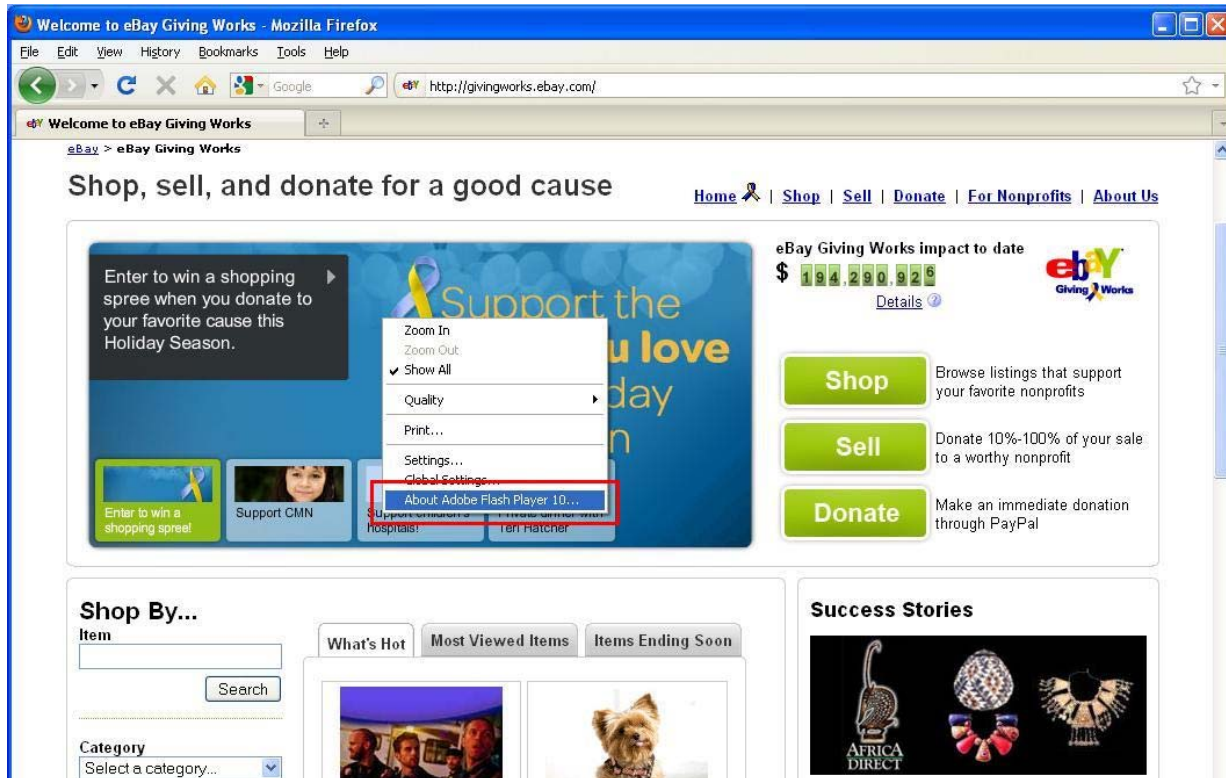 Welcome to eBay Giving Works - Mozilla Firefox
File Edit View History Bookmarks Tools Help
Google
http://givingworks.ebay.com/
Welcome to eBay Giving Works
eBay > eBay Giving Works
Shop, sell, and donate for a good cause
Home | Shop | Sell | Donate | For Nonprofits | About Us
Enter to win a shopping
spree when you donate to
your favorite cause this
Holiday Season.
Support the
u love
day
n
Zoom In
Zoom Out
Show All
Quality
Print...
Settings...
Global Settings...
About Adobe Flash Player 10...
Enter to win a
shopping spree!
Support CMN
Support children's
hospitals!
Private dinner with
Teri Hatcher
eBay Giving Works impact to date
$ 194,290,926
Details
ebY
Giving Works
Shop
Browse listings that support
your favorite nonprofits
Sell
Donate 10%-100% of your sale
to a worthy nonprofit
Donate
Make an immediate donation
through PayPal
Shop By...
Item
Search
Category
Select a category...
What's Hot
Most Viewed Items
Items Ending Soon
Success Stories
AFRICA
DIRECT